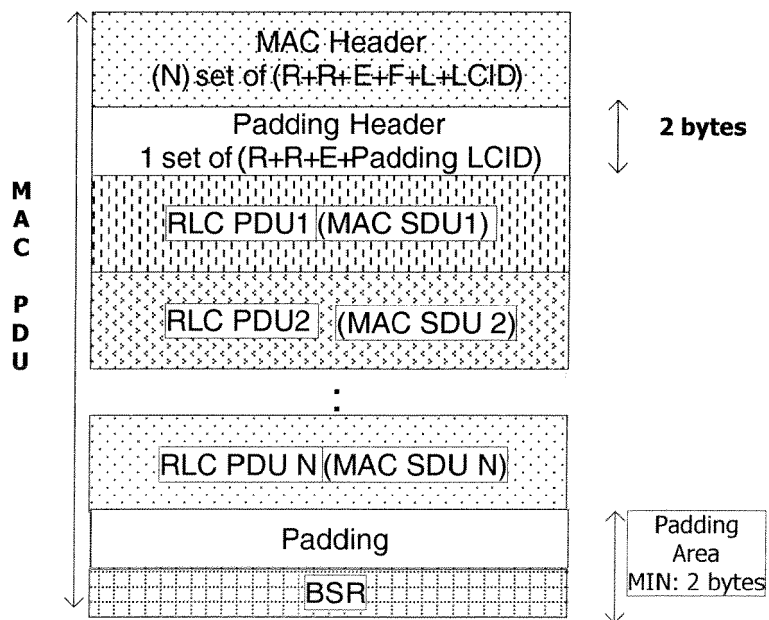 MAC Header
(N) set of (R+R+E+F+L+LCID)
Padding Header
1 set of (R+R+E+Padding LCID)
2 bytes
M
A
C
P
D
U
RLC PDU1 (MAC SDU1)
RLC PDU2 (MAC SDU 2)
:
RLC PDU N (MAC SDU N)
Padding
BSR
Padding
Area
MIN: 2 bytes